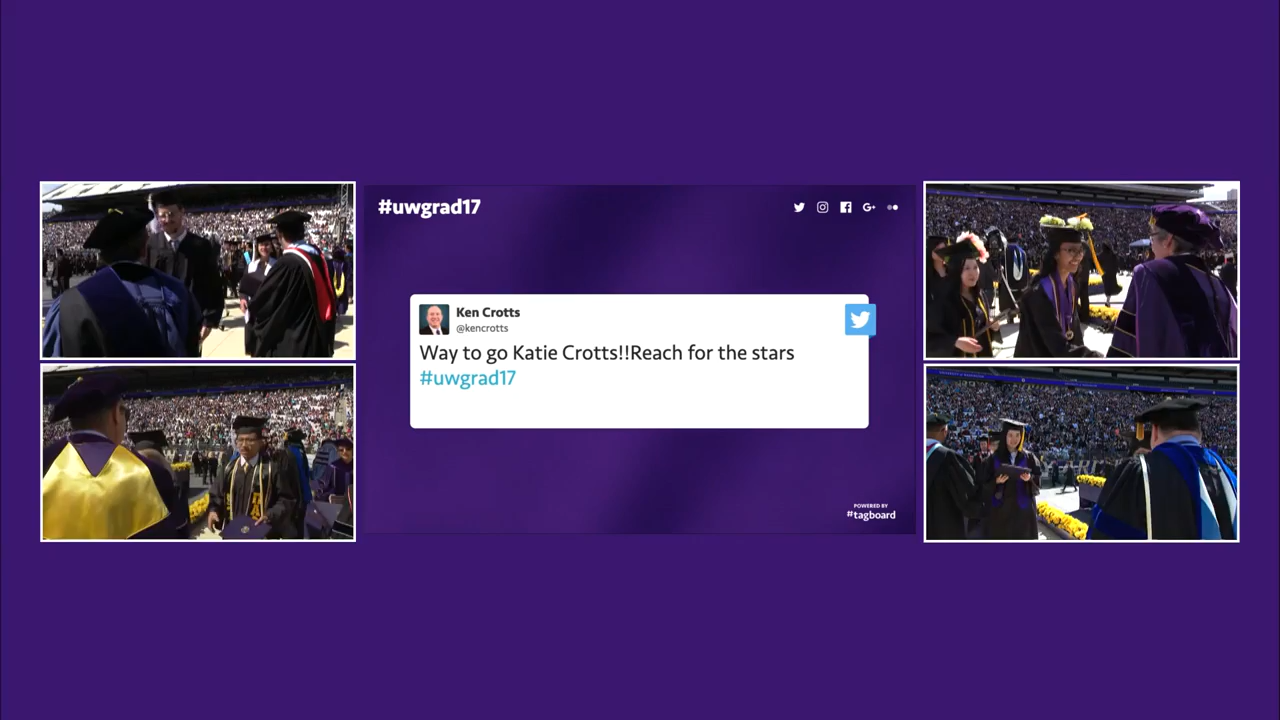 #uwgrad17
Ken Crotts
@kencrotts
Way to go Katie Crotts!!Reach for the stars
#uwgrad17
POWERED BY
#tagboard